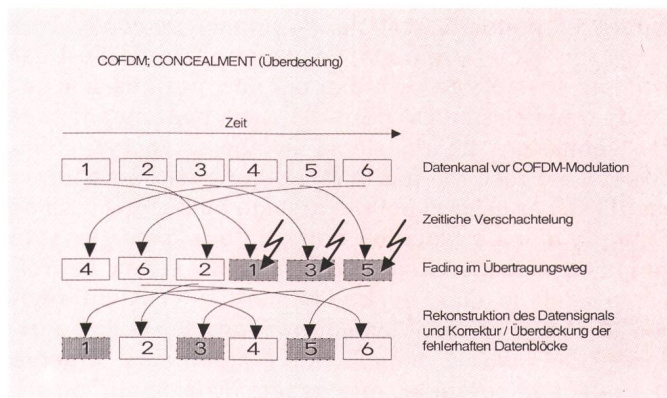 COFDM; CONCEALMENT (Überdeckung)
Zeit
1 2 3 4 5 6
Datenkanal vor COFDM-Modulation
Zeitliche Verschachtelung
4 6 2 1 3 5
Fading im Übertragungsweg
1 2 3 4 5 6
Rekonstruktion des Datensignals
und Korrektur / Überdeckung der
fehlerhaften Datenblöcke